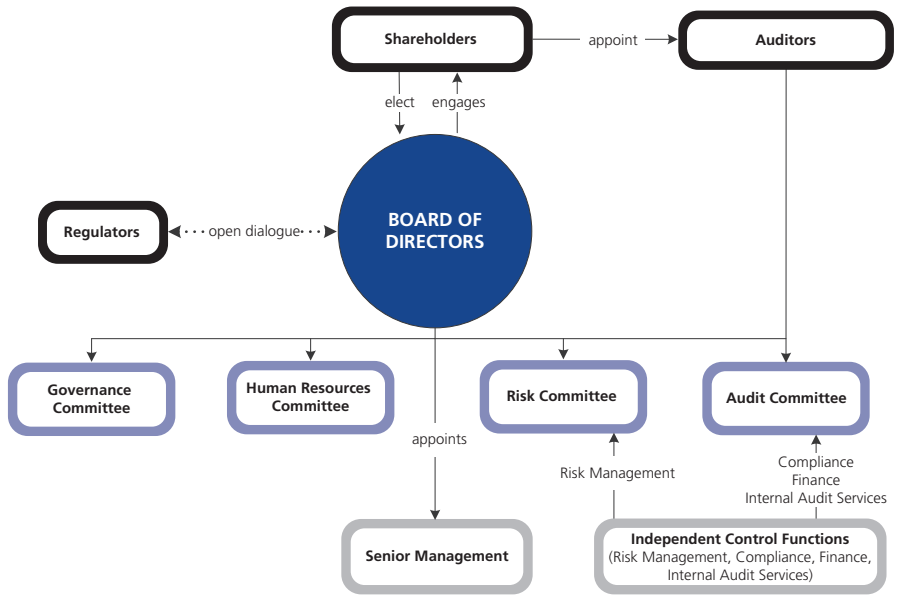 Shareholders
appoint
Auditors
elect
engages
BOARD OF
DIRECTORS
Regulators
open dialogue
Governance
Committee
Human Resources
Committee
Risk Committee
Audit Committee
appoints
Risk Management
Compliance
Finance
Internal Audit Services
Senior Management
Independent Control Functions
(Risk Management, Compliance, Finance,
Internal Audit Services)